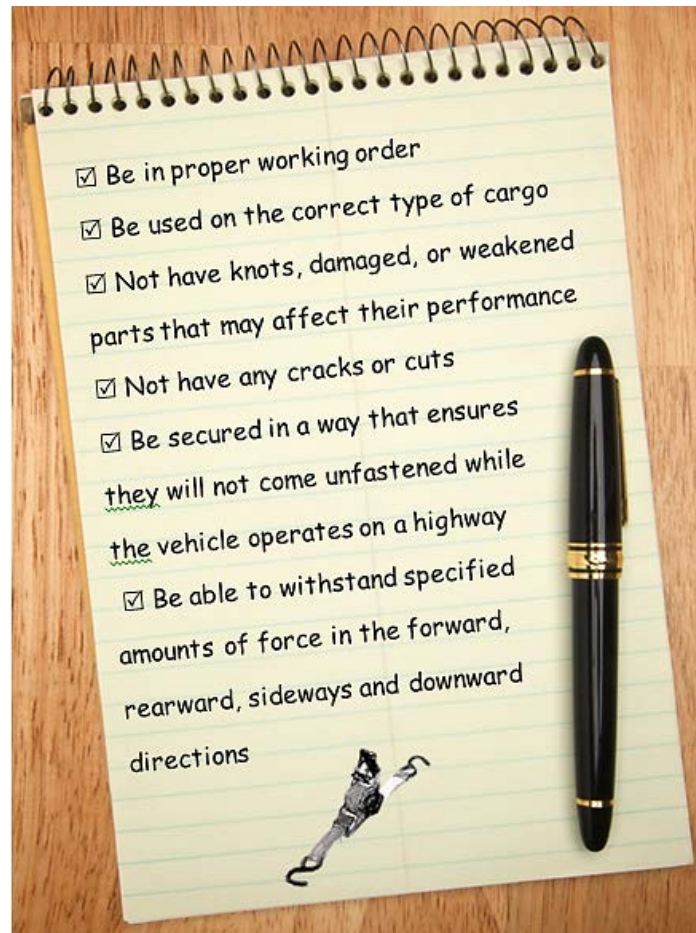 ☑ Be in proper working order
☑ Be used on the correct type of cargo
☑ Not have knots, damaged, or weakened
parts that may affect their performance
☑ Not have any cracks or cuts
☑ Be secured in a way that ensures
they will not come unfastened while
the vehicle operates on a highway
☑ Be able to withstand specified
amounts of force in the forward,
rearward, sideways and downward
directions